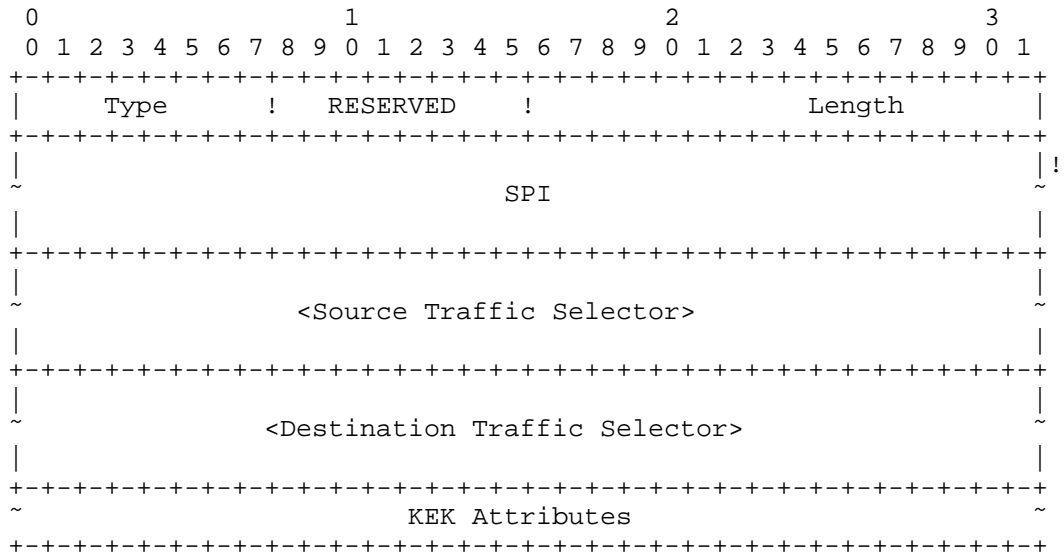 0                   1                   2                   3
 0 1 2 3 4 5 6 7 8 9 0 1 2 3 4 5 6 7 8 9 0 1 2 3 4 5 6 7 8 9 0 1
+-+-+-+-+-+-+-+-+-+-+-+-+-+-+-+-+-+-+-+-+-+-+-+-+-+-+-+-+-+-+-+-+
|     Type      !   RESERVED    !                 Length        |
+-+-+-+-+-+-+-+-+-+-+-+-+-+-+-+-+-+-+-+-+-+-+-+-+-+-+-+-+-+-+-+-+
|                                                               |!
~                              SPI                              ~
|                                                               |
+-+-+-+-+-+-+-+-+-+-+-+-+-+-+-+-+-+-+-+-+-+-+-+-+-+-+-+-+-+-+-+-+
|                                                               |
~                 <Source Traffic Selector>                     ~
|                                                               |
+-+-+-+-+-+-+-+-+-+-+-+-+-+-+-+-+-+-+-+-+-+-+-+-+-+-+-+-+-+-+-+-+
|                                                               |
~               <Destination Traffic Selector>                  ~
|                                                               |
+-+-+-+-+-+-+-+-+-+-+-+-+-+-+-+-+-+-+-+-+-+-+-+-+-+-+-+-+-+-+-+-+
~                        KEK Attributes                         ~
+-+-+-+-+-+-+-+-+-+-+-+-+-+-+-+-+-+-+-+-+-+-+-+-+-+-+-+-+-+-+-+-+